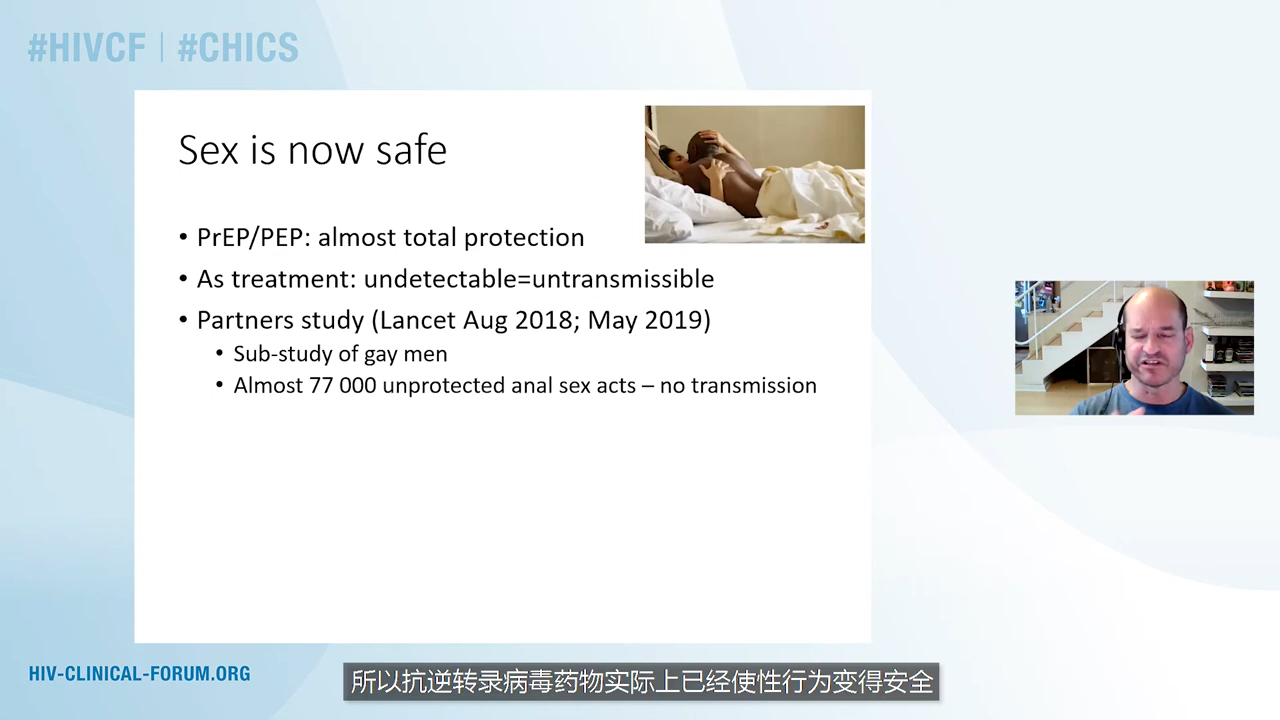 #HIVCF | #CHICS
Sex is now safe
• PrEP/PEP: almost total protection
• As treatment: undetectable=untransmissible
• Partners study (Lancet Aug 2018; May 2019)
• Sub-study of gay men
• Almost 77 000 unprotected anal sex acts – no transmission
HIV-CLINICAL-FORUM.ORG
所以抗逆转录病毒药物实际上已经使性行为变得安全